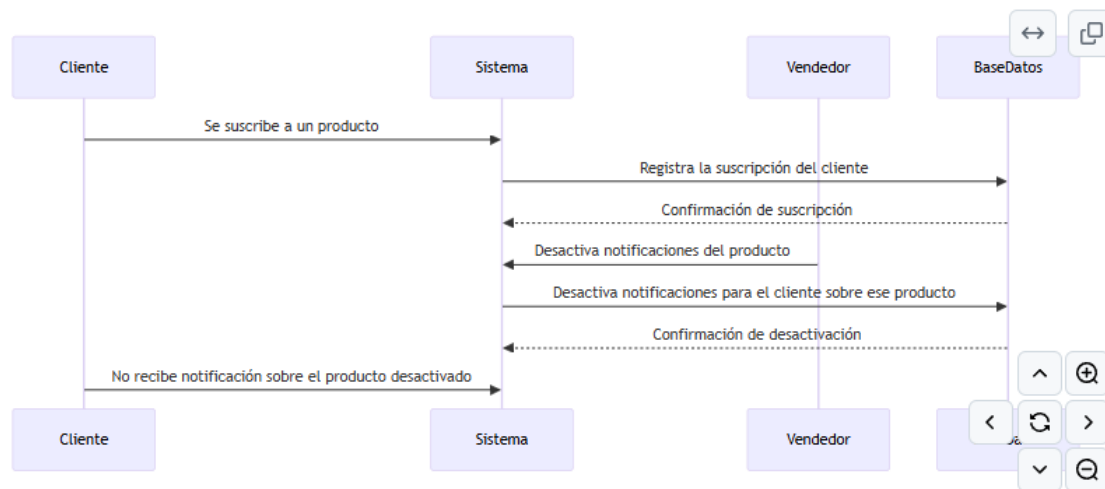 Cliente
Sistema
Vendedor
BaseDatos
Se suscribe a un producto
Registra la suscripción del cliente
Confirmación de suscripción
Desactiva notificaciones del producto
Desactiva notificaciones para el cliente sobre ese producto
Confirmación de desactivación
No recibe notificación sobre el producto desactivado
Cliente
Sistema
Vendedor